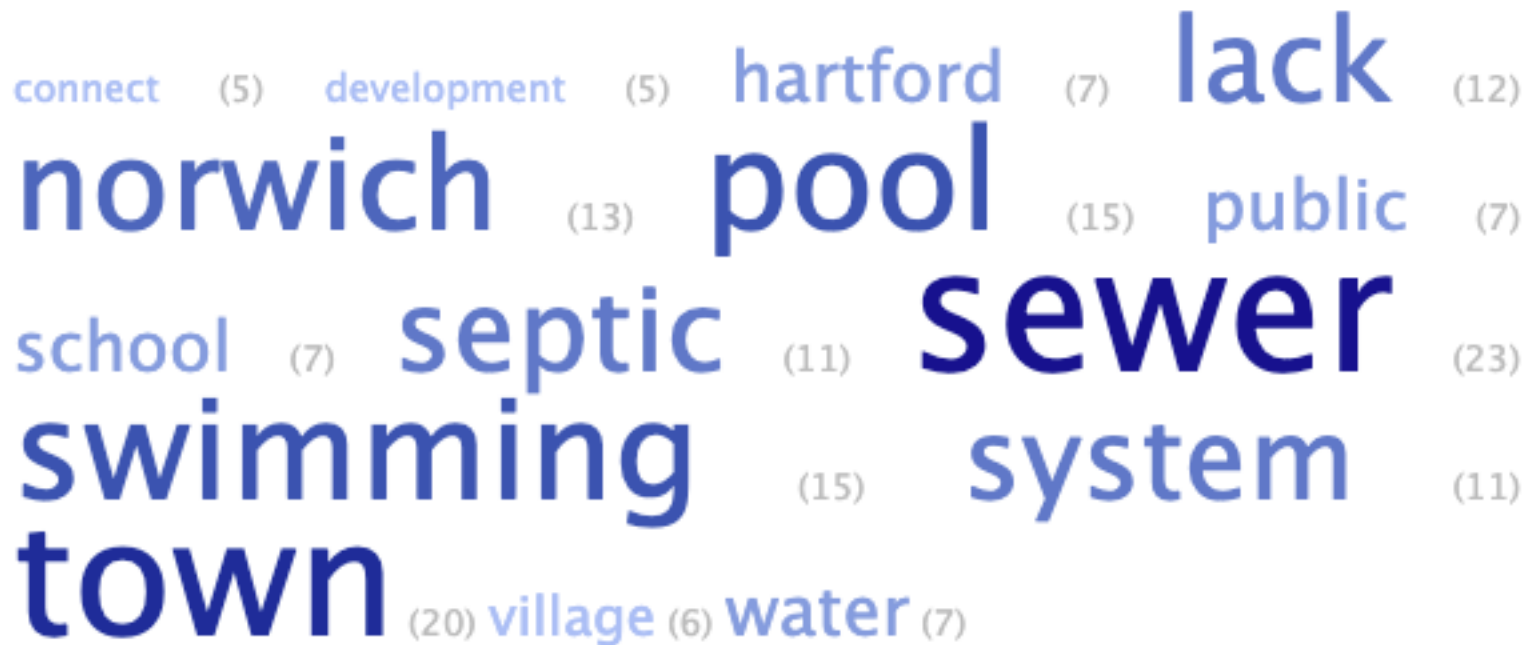 connect (5) development (5) hartford (7) lack (12)
norwich (13) pool (15) public (7)
school (7) septic (11) sewer (23)
swimming (15) system (11)
town (20) village (6) water (7)